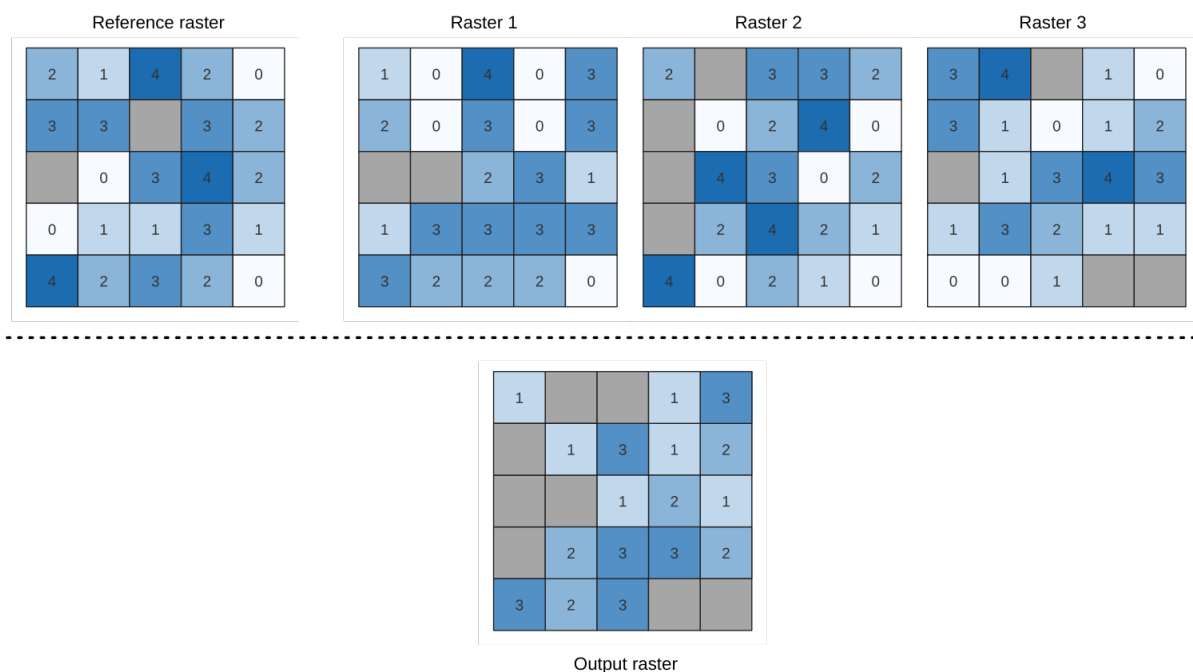 Reference raster Raster 1 Raster 2 Raster 3
2 1 4 2 0 1 0 4 0 3 2 3 3 2 3 4 1 0
3 3 3 2 2 0 3 0 3 0 2 4 0 3 1 0 1 2
0 3 4 2 2 3 1 4 3 0 2 1 3 4 3
0 1 1 3 1 1 3 3 3 3 2 4 2 1 1 3 2 1 1
4 2 3 2 0 3 2 2 2 0 4 0 2 1 0 0 0 1
1 1 3
1 3 1 2
1 2 1
2 3 3 2
3 2 3
Output raster